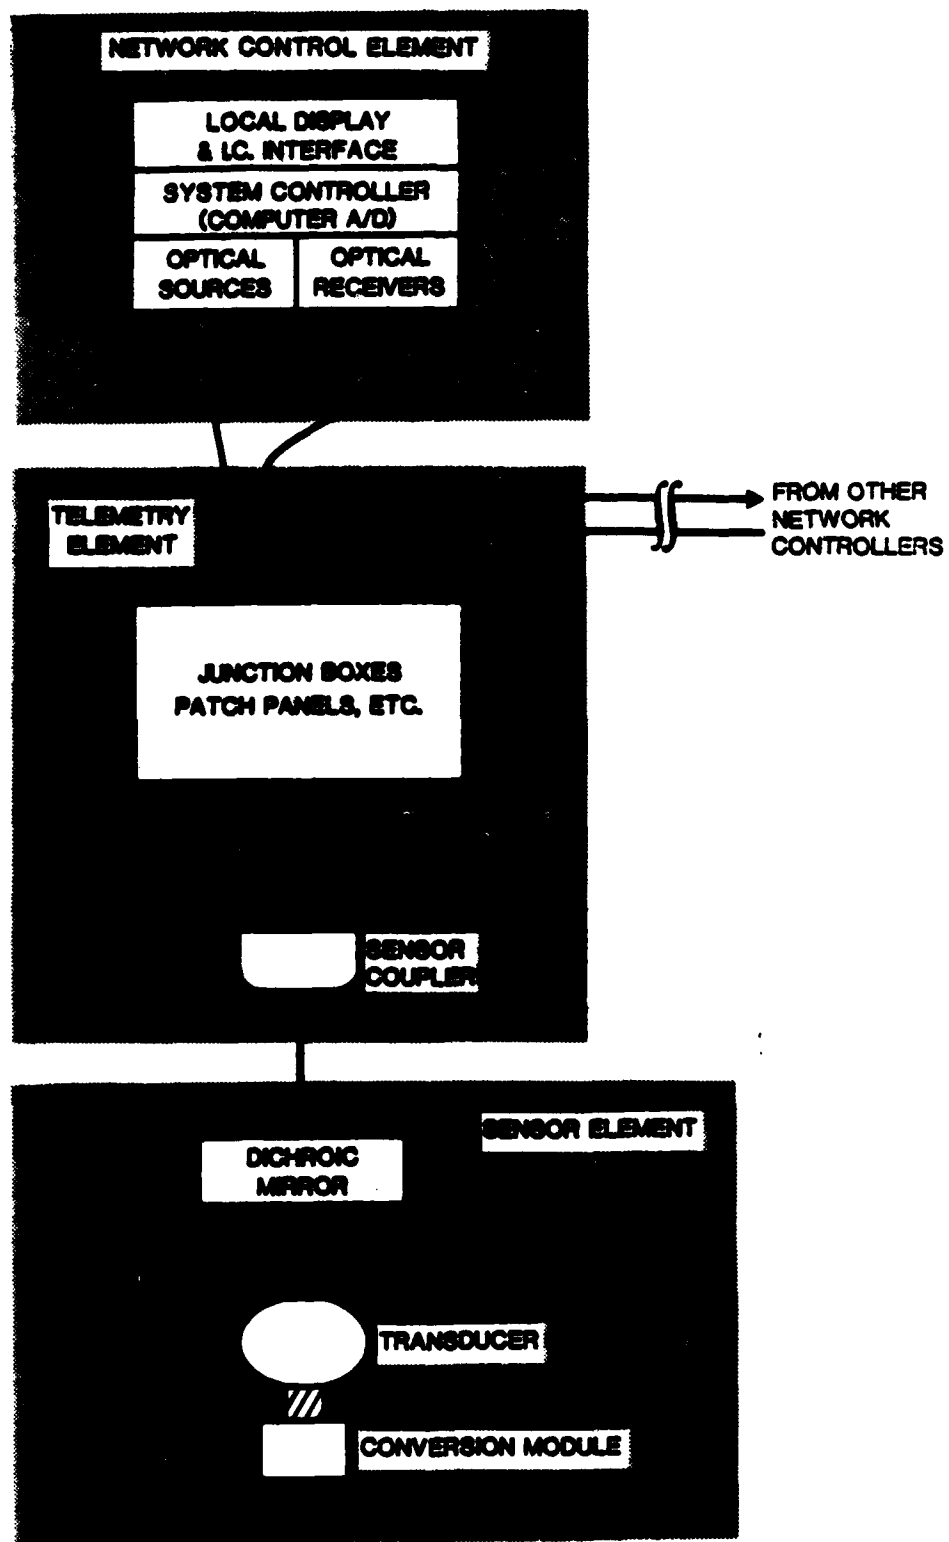 NETWORK CONTROL ELEMENT
LOCAL DISPLAY
& I.C. INTERFACE
SYSTEM CONTROLLER
(COMPUTER A/D)
OPTICAL
SOURCES
OPTICAL
RECEIVERS
TELEMETRY
ELEMENT
FROM OTHER
NETWORK
CONTROLLERS
JUNCTION BOXES
PATCH PANELS, ETC.
SENSOR
COUPLER
SENSOR ELEMENT
DICHROIC
MIRROR
TRANSDUCER
CONVERSION MODULE